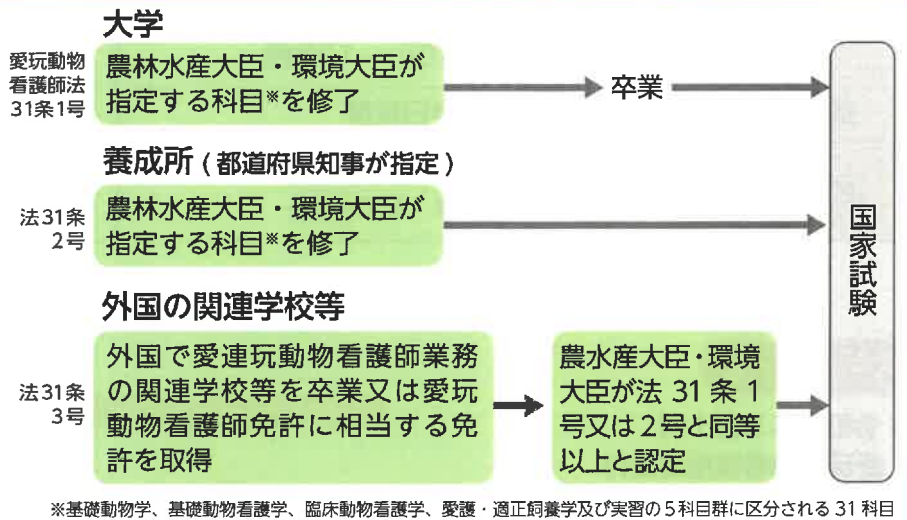 大学
愛玩動物
看護師法
31条1号
農林水産大臣・環境大臣が
指定する科目※を修了
卒業
養成所(都道府県知事が指定)
法31条
2号
農林水産大臣・環境大臣が
指定する科目※を修了
外国の関連学校等
法31条
3号
外国で愛連玩動物看護師業務
の関連学校等を卒業又は愛玩
動物看護師免許に相当する免
許を取得
農水産大臣・環境
大臣が法 31 条 1
号又は2号と同等
以上と認定
国家試験
※基礎動物学、基礎動物看護学、臨床動物看護学、愛護・適正飼養学及び実習の5科目群に区分される 31 科目